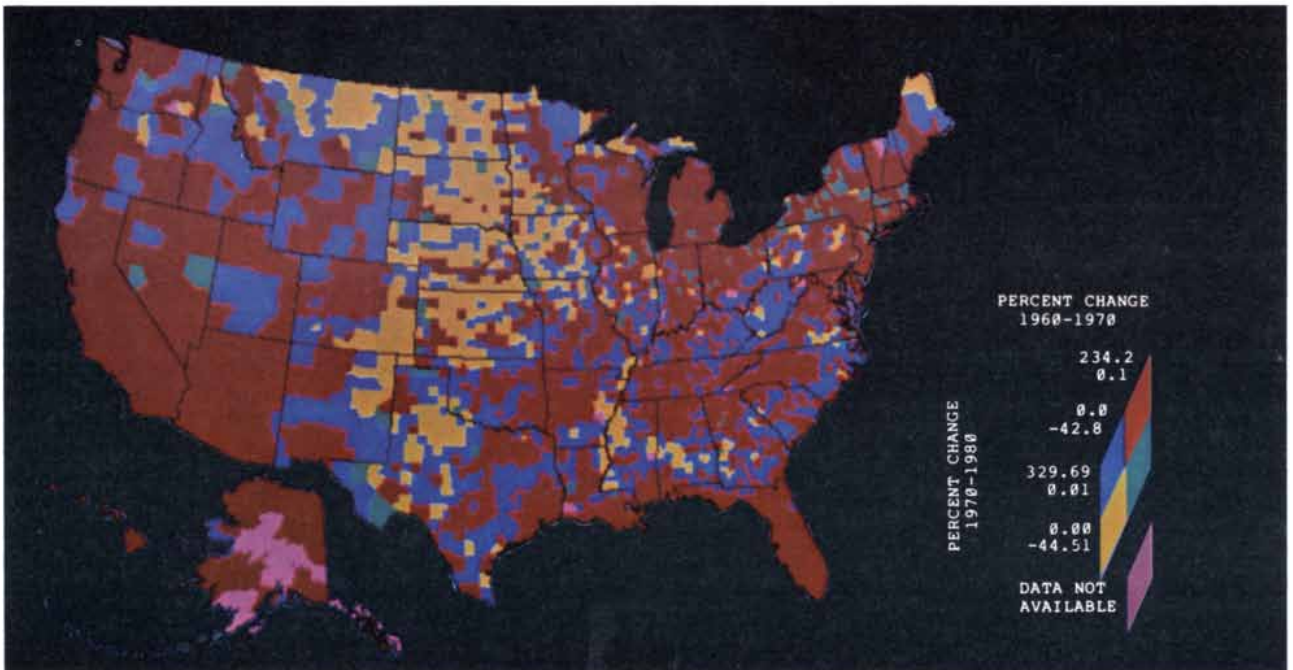 PERCENT CHANGE
1960-1970
234.2
0.1
0.0
-42.8
PERCENT CHANGE
1970-1980
329.69
0.01
0.00
-44.51
DATA NOT
AVAILABLE